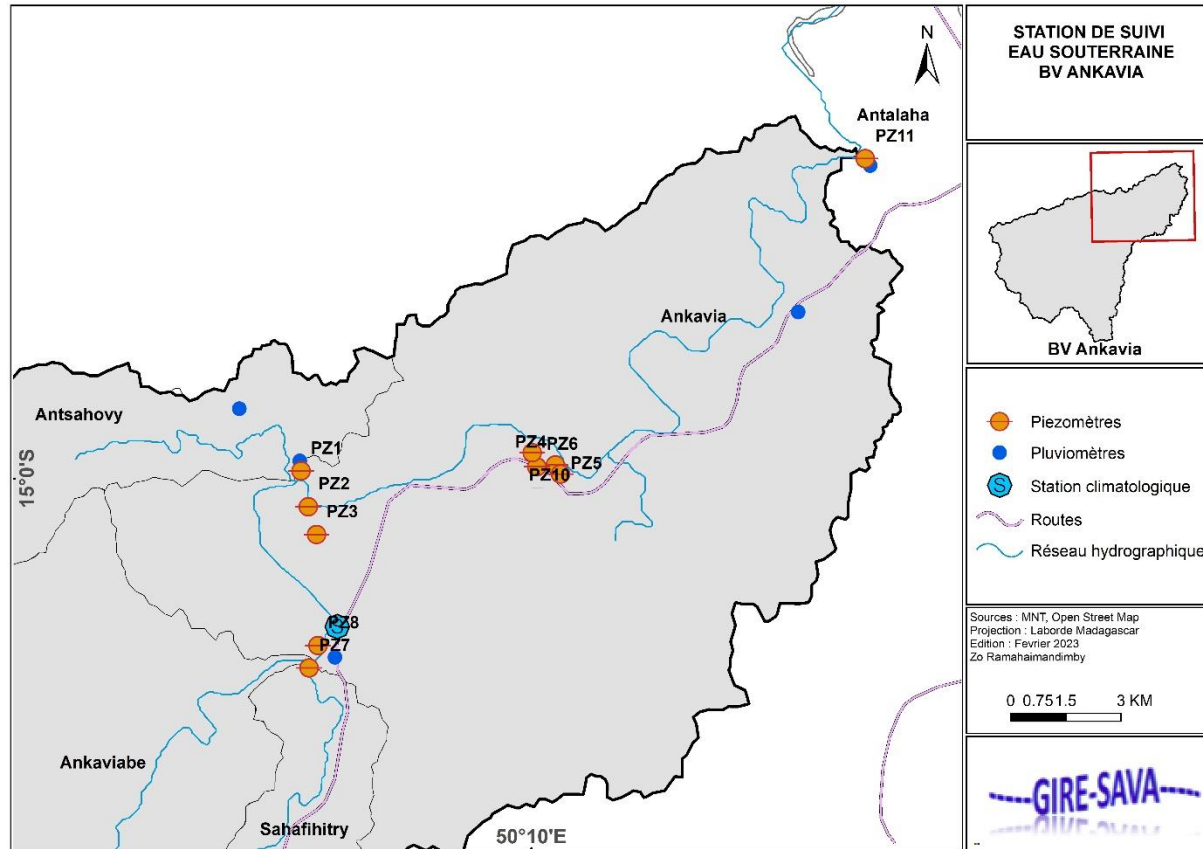 N
Antalaha
PZ11
Ankavia
Antsahovy
PZ1
PZ2
PZ3
PZ4
PZ6
PZ5
PZ10
PZ8
PZ7
Ankaviabe
Sahafihitry
15°0'S
50°10'E
STATION DE SUIVI
EAU SOUTERRAINE
BV ANKAVIA
BV Ankavia
Piezomètres
Pluviomètres
S Station climatologique
Routes
Réseau hydrographique
Sources : MNT, Open Street Map
Projection : Laborde Madagascar
Edition : Fevrier 2023
Zo Ramahaimandimby
0 0.75 1.5 3 KM
GIRE-SAVA